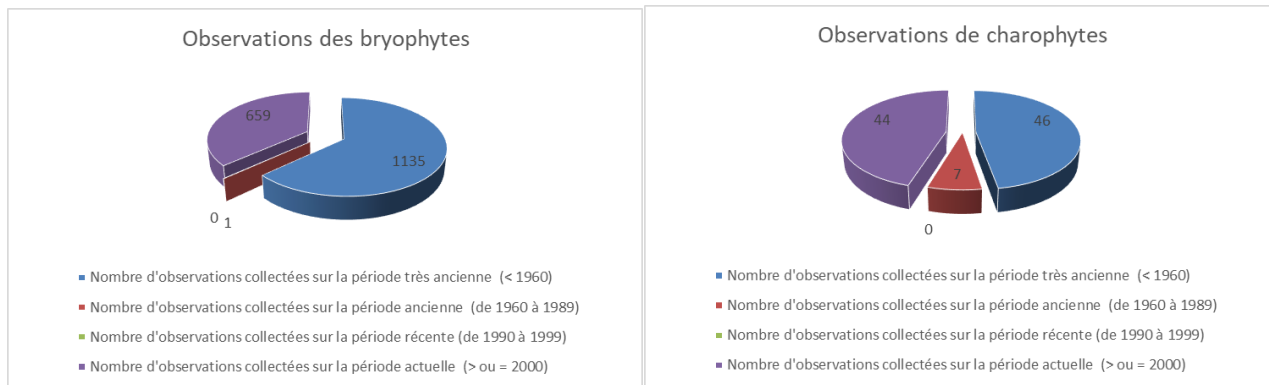 Observations des bryophytes
659
1135
0
1
Nombre d'observations collectées sur la période très ancienne (< 1960)
Nombre d'observations collectées sur la période ancienne (de 1960 à 1989)
Nombre d'observations collectées sur la période récente (de 1990 à 1999)
Nombre d'observations collectées sur la période actuelle (> ou = 2000)
Observations de charophytes
44
46
7
0
Nombre d'observations collectées sur la période très ancienne (< 1960)
Nombre d'observations collectées sur la période ancienne (de 1960 à 1989)
Nombre d'observations collectées sur la période récente (de 1990 à 1999)
Nombre d'observations collectées sur la période actuelle (> ou = 2000)